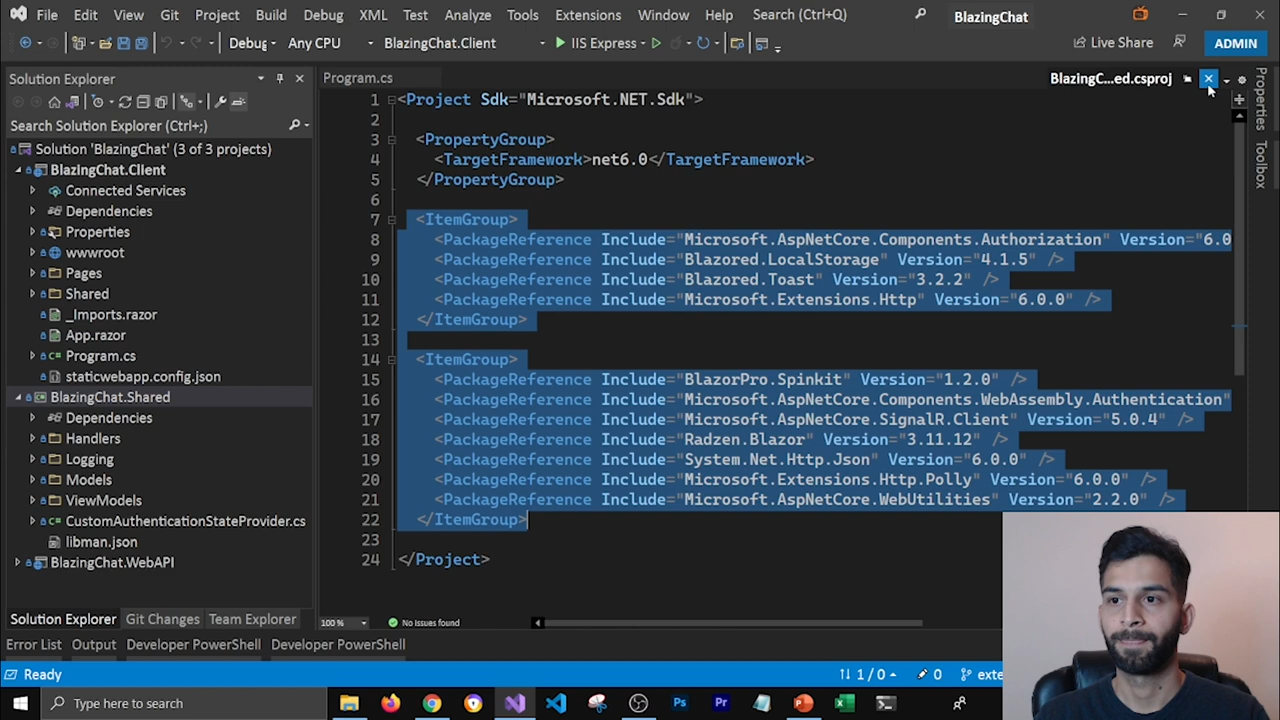 File Edit View Git Project Build Debug XML Test Analyze Tools Extensions Window Help Search (Ctrl+Q) BlazingChat
Debug Any CPU BlazingChat.Client IIS Express Live Share ADMIN
Solution Explorer
Search Solution Explorer (Ctrl+;)
Solution 'BlazingChat' (3 of 3 projects)
BlazingChat.Client
Connected Services
Dependencies
Properties
wwwroot
Pages
Shared
_Imports.razor
App.razor
Program.cs
staticwebapp.config.json
BlazingChat.Shared
Dependencies
Handlers
Logging
Models
ViewModels
CustomAuthenticationStateProvider.cs
libman.json
BlazingChat.WebAPI
Solution Explorer Git Changes Team Explorer
Program.cs BlazingC...ed.csproj
1 <Project Sdk="Microsoft.NET.Sdk">
2
3 <PropertyGroup>
4 <TargetFramework>net6.0</TargetFramework>
5 </PropertyGroup>
6
7 <ItemGroup>
8 <PackageReference Include="Microsoft.AspNetCore.Components.Authorization" Version="6.0
9 <PackageReference Include="Blazored.LocalStorage" Version="4.1.5" />
10 <PackageReference Include="Blazored.Toast" Version="3.2.2" />
11 <PackageReference Include="Microsoft.Extensions.Http" Version="6.0.0" />
12 </ItemGroup>
13
14 <ItemGroup>
15 <PackageReference Include="BlazorPro.Spinkit" Version="1.2.0" />
16 <PackageReference Include="Microsoft.AspNetCore.Components.WebAssembly.Authentication"
17 <PackageReference Include="Microsoft.AspNetCore.SignalR.Client" Version="5.0.4" />
18 <PackageReference Include="Radzen.Blazor" Version="3.11.12" />
19 <PackageReference Include="System.Net.Http.Json" Version="6.0.0" />
20 <PackageReference Include="Microsoft.Extensions.Http.Polly" Version="6.0.0" />
21 <PackageReference Include="Microsoft.AspNetCore.WebUtilities" Version="2.2.0" />
22 </ItemGroup>
23
24 </Project>
Properties
Toolbox
100 % No issues found
Error List Output Developer PowerShell Developer PowerShell
Ready 1 / 0 0 exte
Type here to search